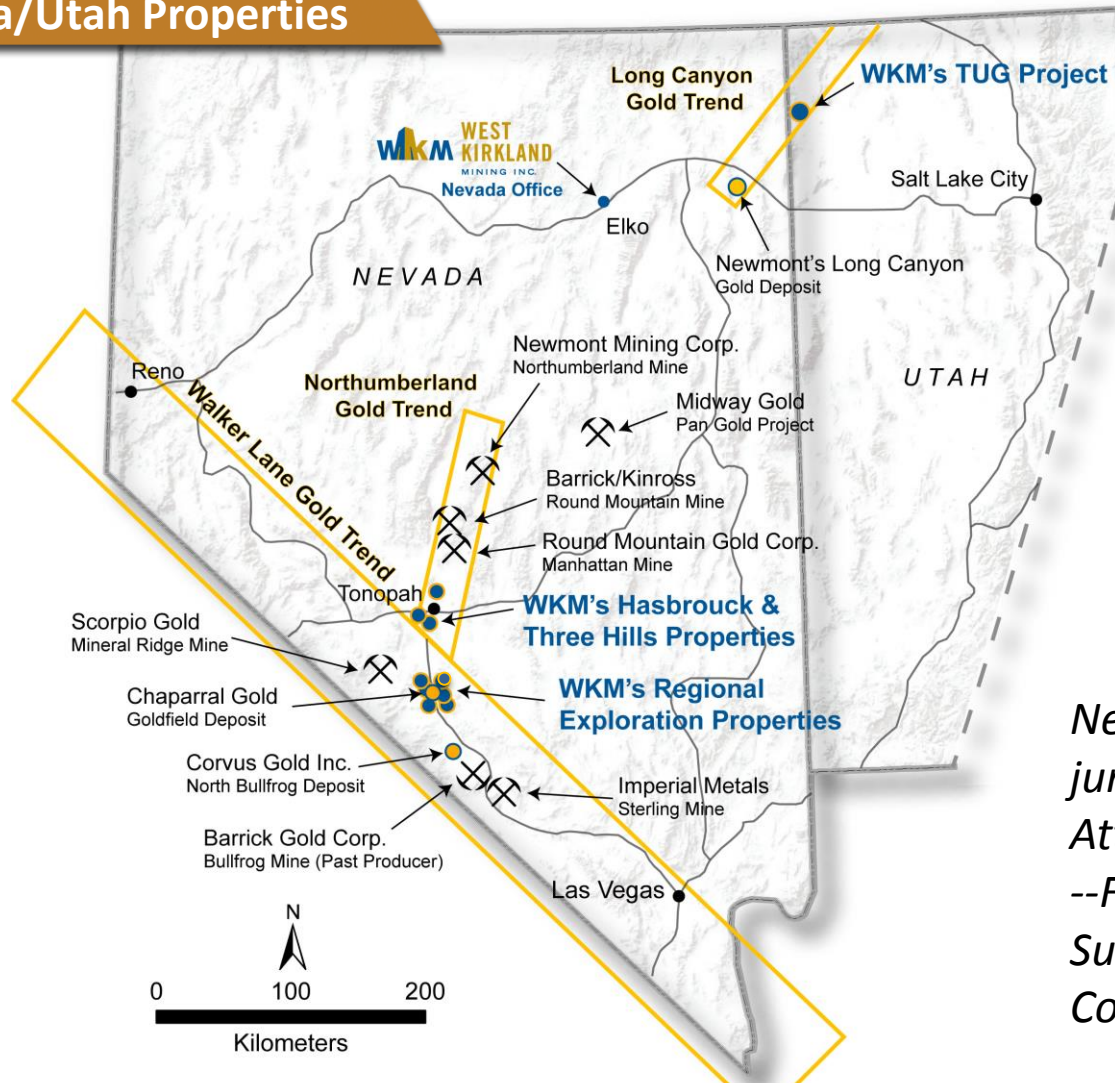 a/Utah Properties
Long Canyon
Gold Trend
WKM's TUG Project
WKM
WEST
KIRKLAND
MINING INC.
Nevada Office
Elko
Salt Lake City
NEVADA
Newmont's Long Canyon
Gold Deposit
UTAH
Reno
Walker Lane Gold Trend
Northumberland
Gold Trend
Newmont Mining Corp.
Northumberland Mine
Midway Gold
Pan Gold Project
Barrick/Kinross
Round Mountain Mine
Round Mountain Gold Corp.
Manhattan Mine
Tonopah
WKM's Hasbrouck &
Three Hills Properties
Scorpio Gold
Mineral Ridge Mine
Chaparral Gold
Goldfield Deposit
WKM's Regional
Exploration Properties
Corvus Gold Inc.
North Bullfrog Deposit
Imperial Metals
Sterling Mine
Barrick Gold Corp.
Bullfrog Mine (Past Producer)
Las Vegas
N
0 100 200
Kilometers
Ne
jur
At
--F
Su
Co